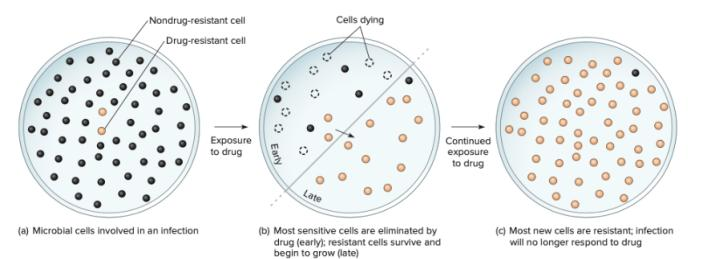 Nondrug-resistant cell
Drug-resistant cell
Cells dying
Exposure
to drug
Early
Late
Continued
exposure
to drug
(a) Microbial cells involved in an infection
(b) Most sensitive cells are eliminated by
drug (early); resistant cells survive and
begin to grow (late)
(c) Most new cells are resistant; infection
will no longer respond to drug